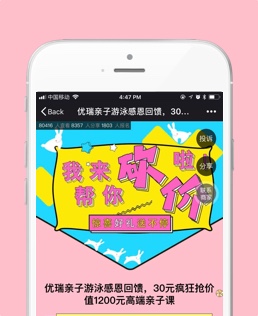 中国移动
4:47 PM
Back
优瑞亲子游泳感恩回馈，30...
80416 人查看 8357 人分享 1803 人报名
投诉
我来砍啦
分享
帮你价
联系商家
优瑞亲子游泳感恩回馈，30元疯狂抢价
值1200元高端亲子课